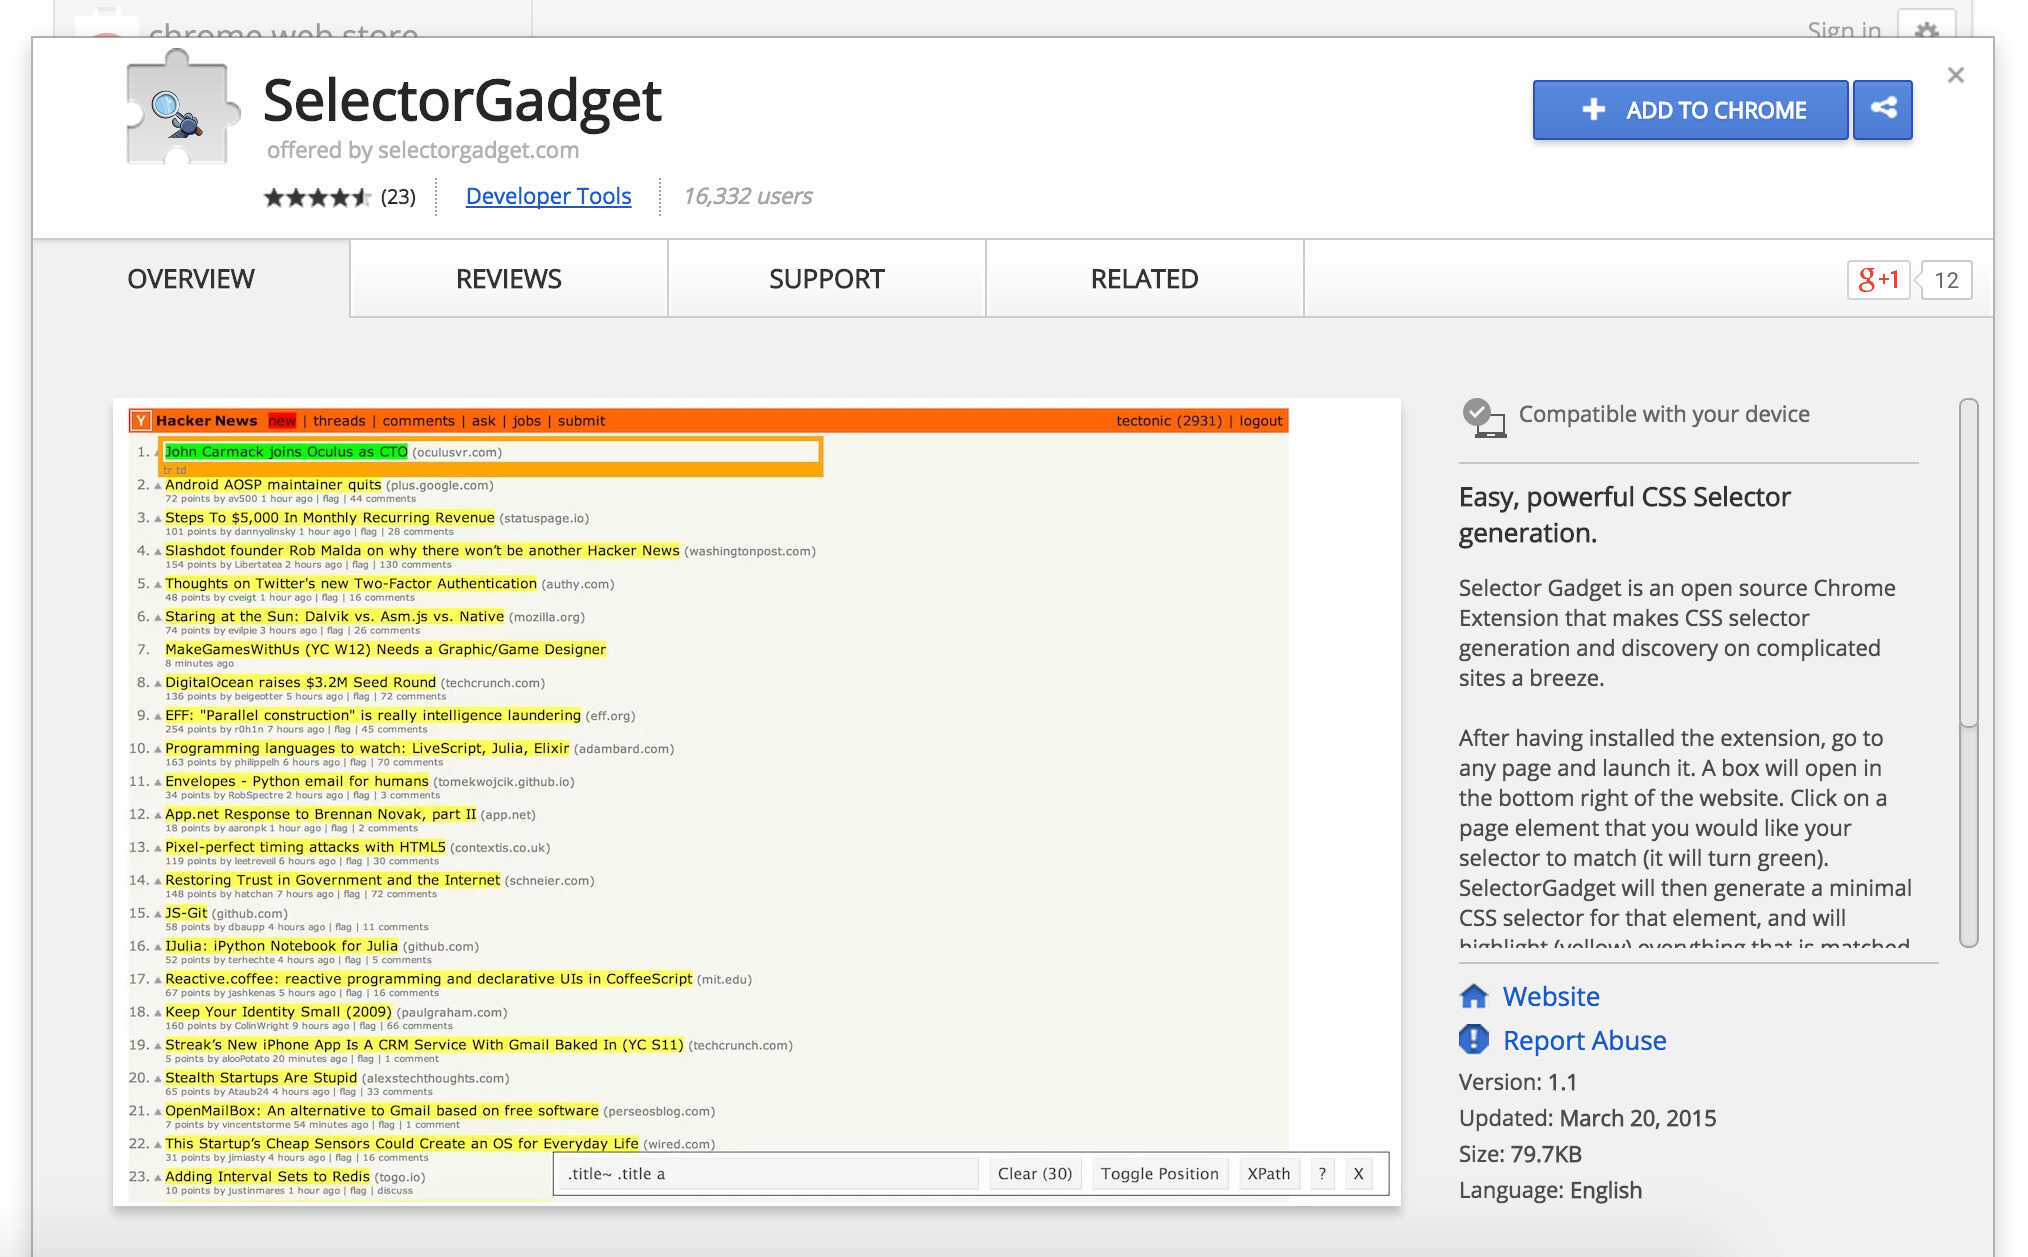 chrome web store
Sign in
SelectorGadget
offered by selectorgadget.com
ADD TO CHROME
(23)
Developer Tools
16,332 users
OVERVIEW
REVIEWS
SUPPORT
RELATED
g+1
12
Y Hacker News new | threads | comments | ask | jobs | submit
tectonic (2931) | logout
1. John Carmack joins Oculus as CTO (oculusvr.com)
tr td
2. Android AOSP maintainer quits (plus.google.com)
72 points by av500 1 hour ago | flag | 44 comments
3. Steps To $5,000 In Monthly Recurring Revenue (statuspage.io)
101 points by dannyolinsky 1 hour ago | flag | 28 comments
4. Slashdot founder Rob Malda on why there won't be another Hacker News (washingtonpost.com)
154 points by Libertatea 2 hours ago | flag | 130 comments
5. Thoughts on Twitter's new Two-Factor Authentication (authy.com)
48 points by cveigt 1 hour ago | flag | 16 comments
6. Staring at the Sun: Dalvik vs. Asm.js vs. Native (mozilla.org)
74 points by evilpie 3 hours ago | flag | 26 comments
7. MakeGamesWithUs (YC W12) Needs a Graphic/Game Designer
8 minutes ago
8. DigitalOcean raises $3.2M Seed Round (techcrunch.com)
136 points by beigeotter 5 hours ago | flag | 72 comments
9. EFF: "Parallel construction" is really intelligence laundering (eff.org)
254 points by r0h1n 7 hours ago | flag | 45 comments
10. Programming languages to watch: LiveScript, Julia, Elixir (adambard.com)
163 points by philippelh 6 hours ago | flag | 70 comments
11. Envelopes - Python email for humans (tomekwojcik.github.io)
34 points by RobSpectre 2 hours ago | flag | 3 comments
12. App.net Response to Brennan Novak, part II (app.net)
18 points by aaronpk 1 hour ago | flag | 2 comments
13. Pixel-perfect timing attacks with HTML5 (contextis.co.uk)
119 points by leetreveil 6 hours ago | flag | 30 comments
14. Restoring Trust in Government and the Internet (schneier.com)
148 points by hatchan 7 hours ago | flag | 72 comments
15. JS-Git (github.com)
58 points by dbaupp 4 hours ago | flag | 11 comments
16. IJulia: iPython Notebook for Julia (github.com)
52 points by terhechte 4 hours ago | flag | 5 comments
17. Reactive.coffee: reactive programming and declarative UIs in CoffeeScript (mit.edu)
67 points by jashkenas 5 hours ago | flag | 16 comments
18. Keep Your Identity Small (2009) (paulgraham.com)
160 points by ColinWright 9 hours ago | flag | 66 comments
19. Streak's New iPhone App Is A CRM Service With Gmail Baked In (YC S11) (techcrunch.com)
5 points by alooPotato 20 minutes ago | flag | 1 comment
20. Stealth Startups Are Stupid (alexstechthoughts.com)
65 points by Ataub24 4 hours ago | flag | 33 comments
21. OpenMailBox: An alternative to Gmail based on free software (perseosblog.com)
7 points by vincentstorme 54 minutes ago | flag | 1 comment
22. This Startup's Cheap Sensors Could Create an OS for Everyday Life (wired.com)
31 points by jimiasty 4 hours ago | flag | 16 comments
23. Adding Interval Sets to Redis (togo.io)
10 points by justinmares 1 hour ago | flag | discuss
.title~ .title a
Clear (30)
Toggle Position
XPath
?
X
Compatible with your device
Easy, powerful CSS Selector
generation.
Selector Gadget is an open source Chrome
Extension that makes CSS selector
generation and discovery on complicated
sites a breeze.
After having installed the extension, go to
any page and launch it. A box will open in
the bottom right of the website. Click on a
page element that you would like your
selector to match (it will turn green).
SelectorGadget will then generate a minimal
CSS selector for that element, and will
highlight (yellow) everything that is matched
Website
Report Abuse
Version: 1.1
Updated: March 20, 2015
Size: 79.7KB
Language: English